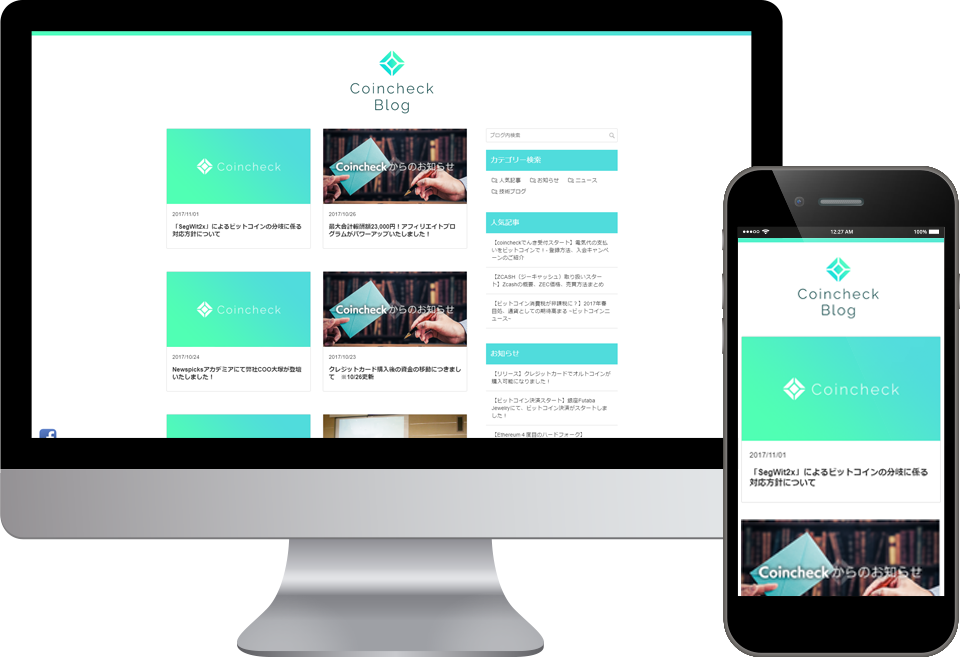 Coincheck
Blog
Coincheck
2017/11/01
「SegWit2x」によるビットコインの分岐に係る
対応方針について
Coincheckからのお知らせ
2017/10/26
最大合計報酬額23,000円！アフィリエイトプロ
グラムがパワーアップいたしました！
Coincheck
2017/10/24
Newspicksアカデミアにて弊社COO大塚が登壇
いたしました！
Coincheckからのお知らせ
2017/10/23
クレジットカード購入後の資金の移動につきまし
て　※10/26更新
ブログ内検索
カテゴリー検索
人気記事 お知らせ ニュース
技術ブログ
人気記事
【coincheckでんき受付スタート】電気代の支払
いをビットコインで！- 登録方法、入会キャンペ
ーンのご紹介
【ZCASH（ジーキャッシュ）取り扱いスター
ト】Zcashの概要、ZEC価格、売買方法まとめ
【ビットコイン消費税が非課税に？】2017年春
目処、通貨としての期待高まる −ビットコインニ
ュース−
お知らせ
【リリース】クレジットカードでオルトコインが
購入可能になりました！
【ビットコイン決済スタート】銀座Futaba
Jewelryにて、ビットコイン決済がスタートしま
した！
【Ethereum４度目のハードフォーク】
12:27 AM
100%
Coincheck
Blog
Coincheck
2017/11/01
「SegWit2x」によるビットコインの分岐に係る
対応方針について
Coincheckからのお知らせ